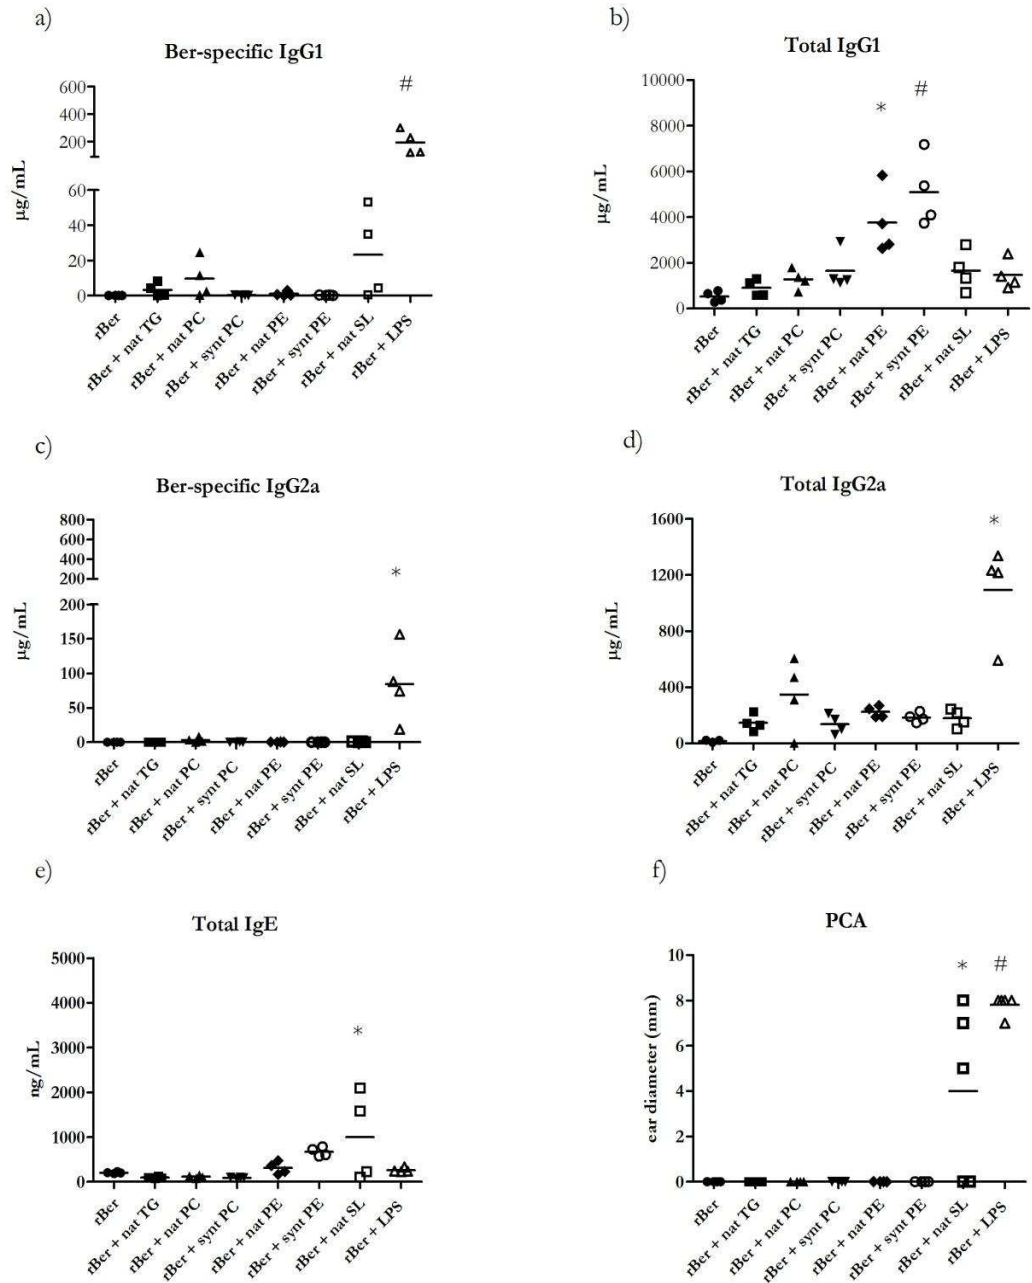 a)
Ber-specific IgG1
#
600
400
200
60
40
20
0
µg/mL
rBer
rBer + nat TG
rBer + nat PC
rBer + synt PC
rBer + nat PE
rBer + synt PE
rBer + nat SL
rBer + LPS
b)
Total IgG1
* #
10000
8000
6000
4000
2000
0
rBer
rBer + nat TG
rBer + nat PC
rBer + synt PC
rBer + nat PE
rBer + synt PE
rBer + nat SL
rBer + LPS
c)
Ber-specific IgG2a
*
800
600
400
200
200
150
100
50
0
µg/mL
rBer
rBer + nat TG
rBer + nat PC
rBer + synt PC
rBer + nat PE
rBer + synt PE
rBer + nat SL
rBer + LPS
d)
Total IgG2a
*
1600
1200
800
400
0
µg/mL
rBer
rBer + nat TG
rBer + nat PC
rBer + synt PC
rBer + nat PE
rBer + synt PE
rBer + nat SL
rBer + LPS
e)
Total IgE
*
5000
4000
3000
2000
1000
0
ng/mL
rBer
rBer + nat TG
rBer + nat PC
rBer + synt PC
rBer + nat PE
rBer + synt PE
rBer + nat SL
rBer + LPS
f)
PCA
* #
10
8
6
4
2
0
ear diameter (mm)
rBer
rBer + nat TG
rBer + nat PC
rBer + synt PC
rBer + nat PE
rBer + synt PE
rBer + nat SL
rBer + LPS